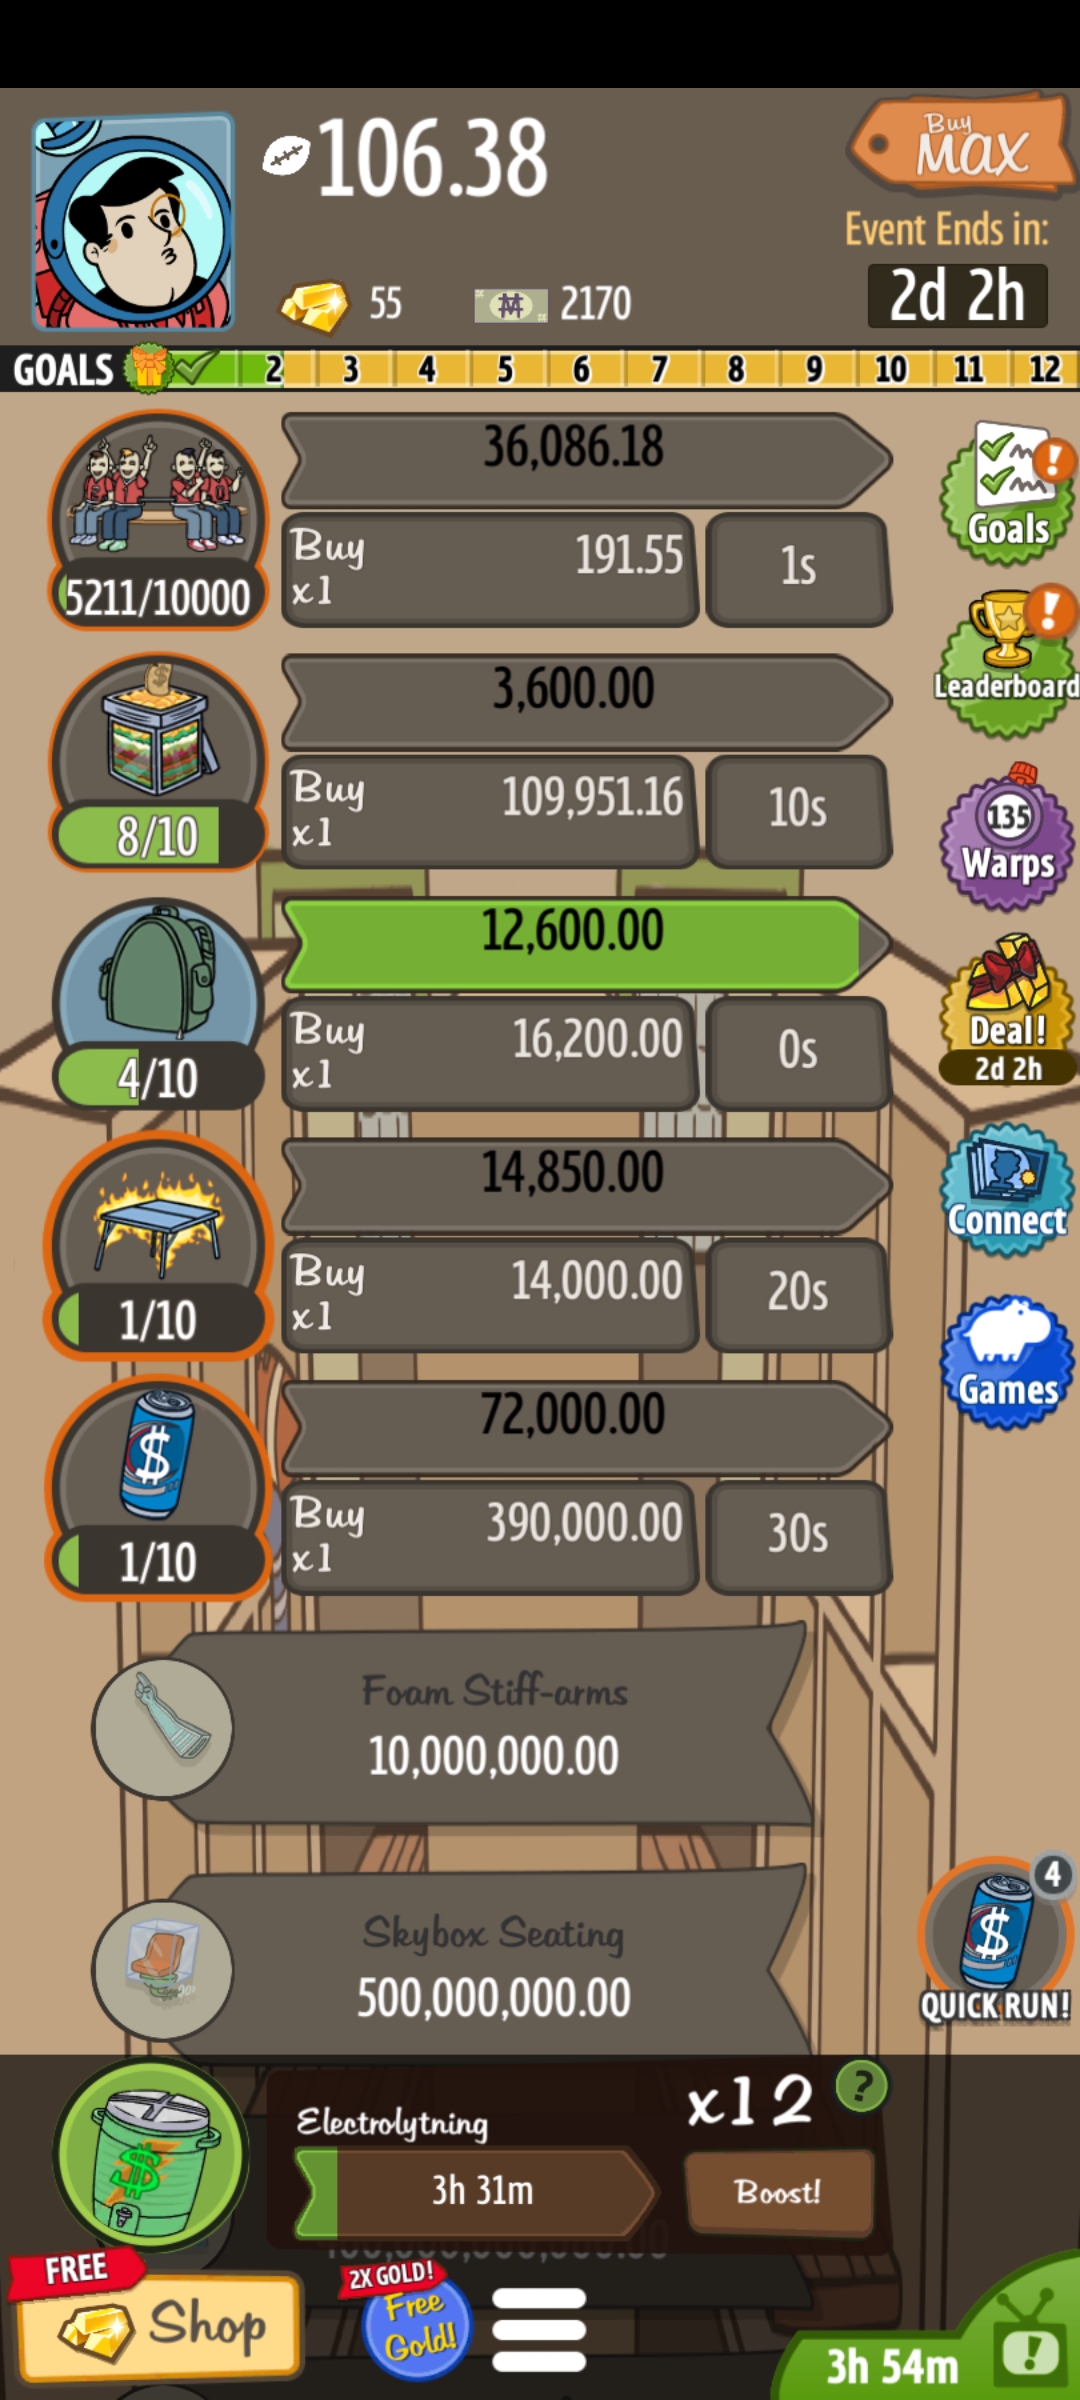 106.38
Buy
MAX
Event Ends in:
2d 2h
55
2170
GOALS 2 3 4 5 6 7 8 9 10 11 12
36,086.18
5211/10000
Buy
x1
191.55
1s
Goals
3,600.00
8/10
Buy
x1
109,951.16
10s
Leaderboard
12,600.00
4/10
Buy
x1
16,200.00
0s
135
Warps
14,850.00
1/10
Buy
x1
14,000.00
20s
Deal!
2d 2h
72,000.00
1/10
Buy
x1
390,000.00
30s
Connect
Games
Foam Stiff-arms
10,000,000.00
Skybox Seating
500,000,000.00
4
QUICK RUN!
Electrolytning
3h 31m
x12
?
Boost!
FREE
Shop
2X GOLD!
Free
Gold!
3h 54m